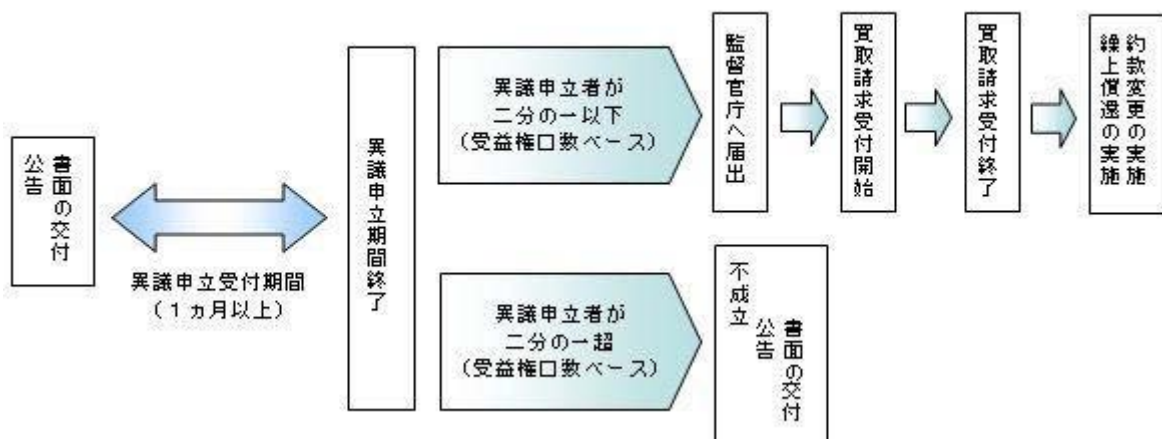 書面の交付
公告
異議申立受付期間
(1ヵ月以上)
異議申立期間終了
異議申立者が
二分の一以下
(受益権口数ベース)
監督官庁へ届出
買取請求受付開始
買取請求受付終了
約款変更の実施
繰上償還の実施
異議申立者が
二分の一超
(受益権口数ベース)
書面の交付
公告
不成立